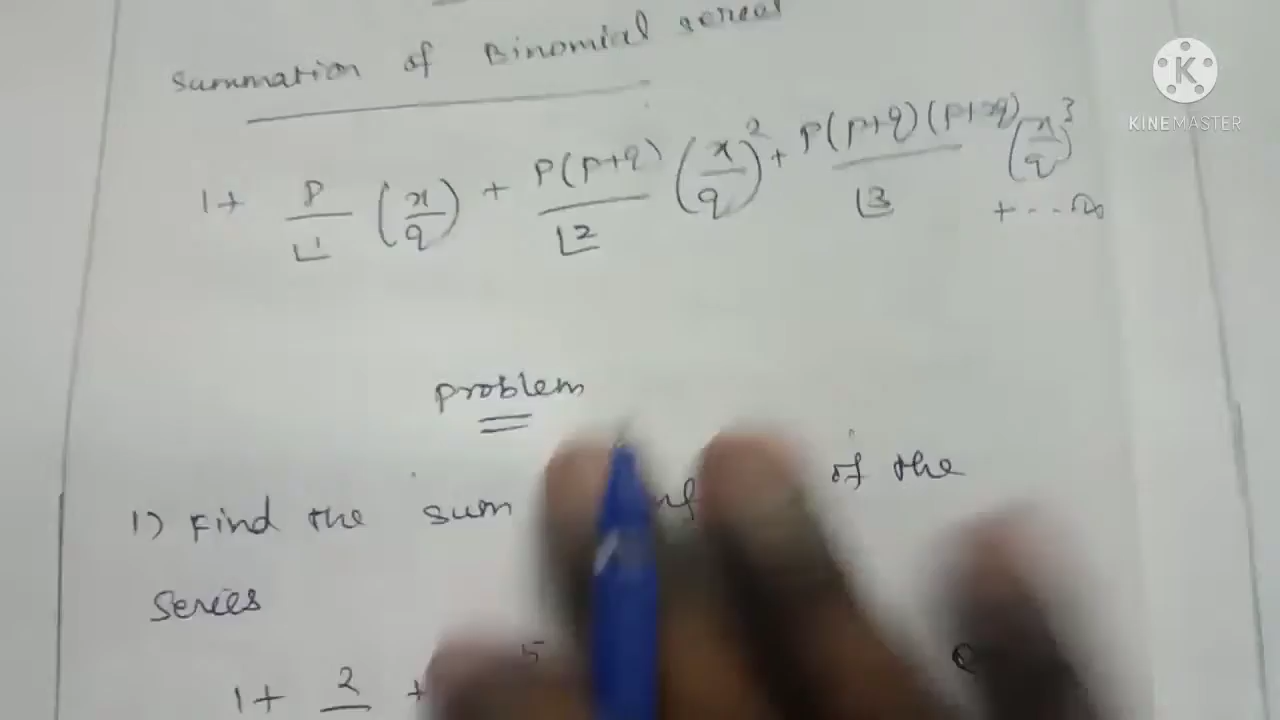 Summation of Binomial
1+ P/⌊1 (x/q) + P(P+q)/⌊2 (x/q)² + P(P+q)(P+2q)/⌊3 (x/q)³
+ ... ∞
problem
1) Find the sum of the
Series
1+ 2 +
KINEMASTER